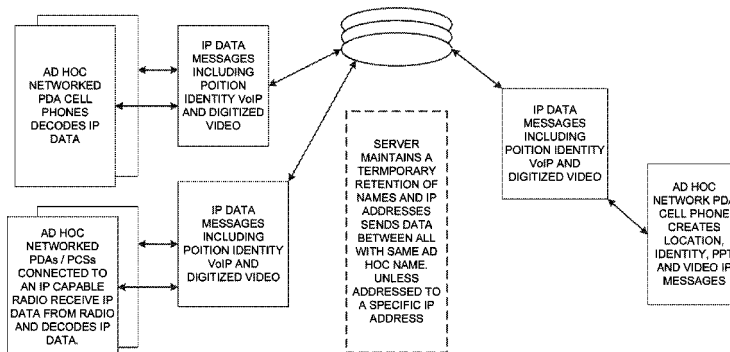 AD HOC
NETWORKED
PDA CELL
PHONES
DECODES IP
DATA
IP DATA
MESSAGES
INCLUDING
POITION
IDENTITY VoIP
AND DIGITIZED
VIDEO
IP DATA
MESSAGES
INCLUDING
POITION IDENTITY
VoIP AND
DIGITIZED VIDEO
AD HOC
NETWORKED
PDAs / PCSs
CONNECTED TO
AN IP CAPABLE
RADIO RECEIVE IP
DATA FROM RADIO
AND DECODES IP
DATA.
SERVER
MAINTAINS A
TERMPORARY
RETENTION OF
NAMES AND IP
ADDRESSES
SENDS DATA
BETWEEN ALL
WITH SAME AD
HOC NAME.
UNLESS
ADDRESSED TO
A SPECIFIC IP
ADDRESS
IP DATA
MESSAGES
INCLUDING
POITION IDENTITY
VoIP AND
DIGITIZED VIDEO
AD HOC
NETWORK PDA
CELL PHONE
CREATES
LOCATION,
IDENTITY, PPT
AND VIDEO IP
MESSAGES